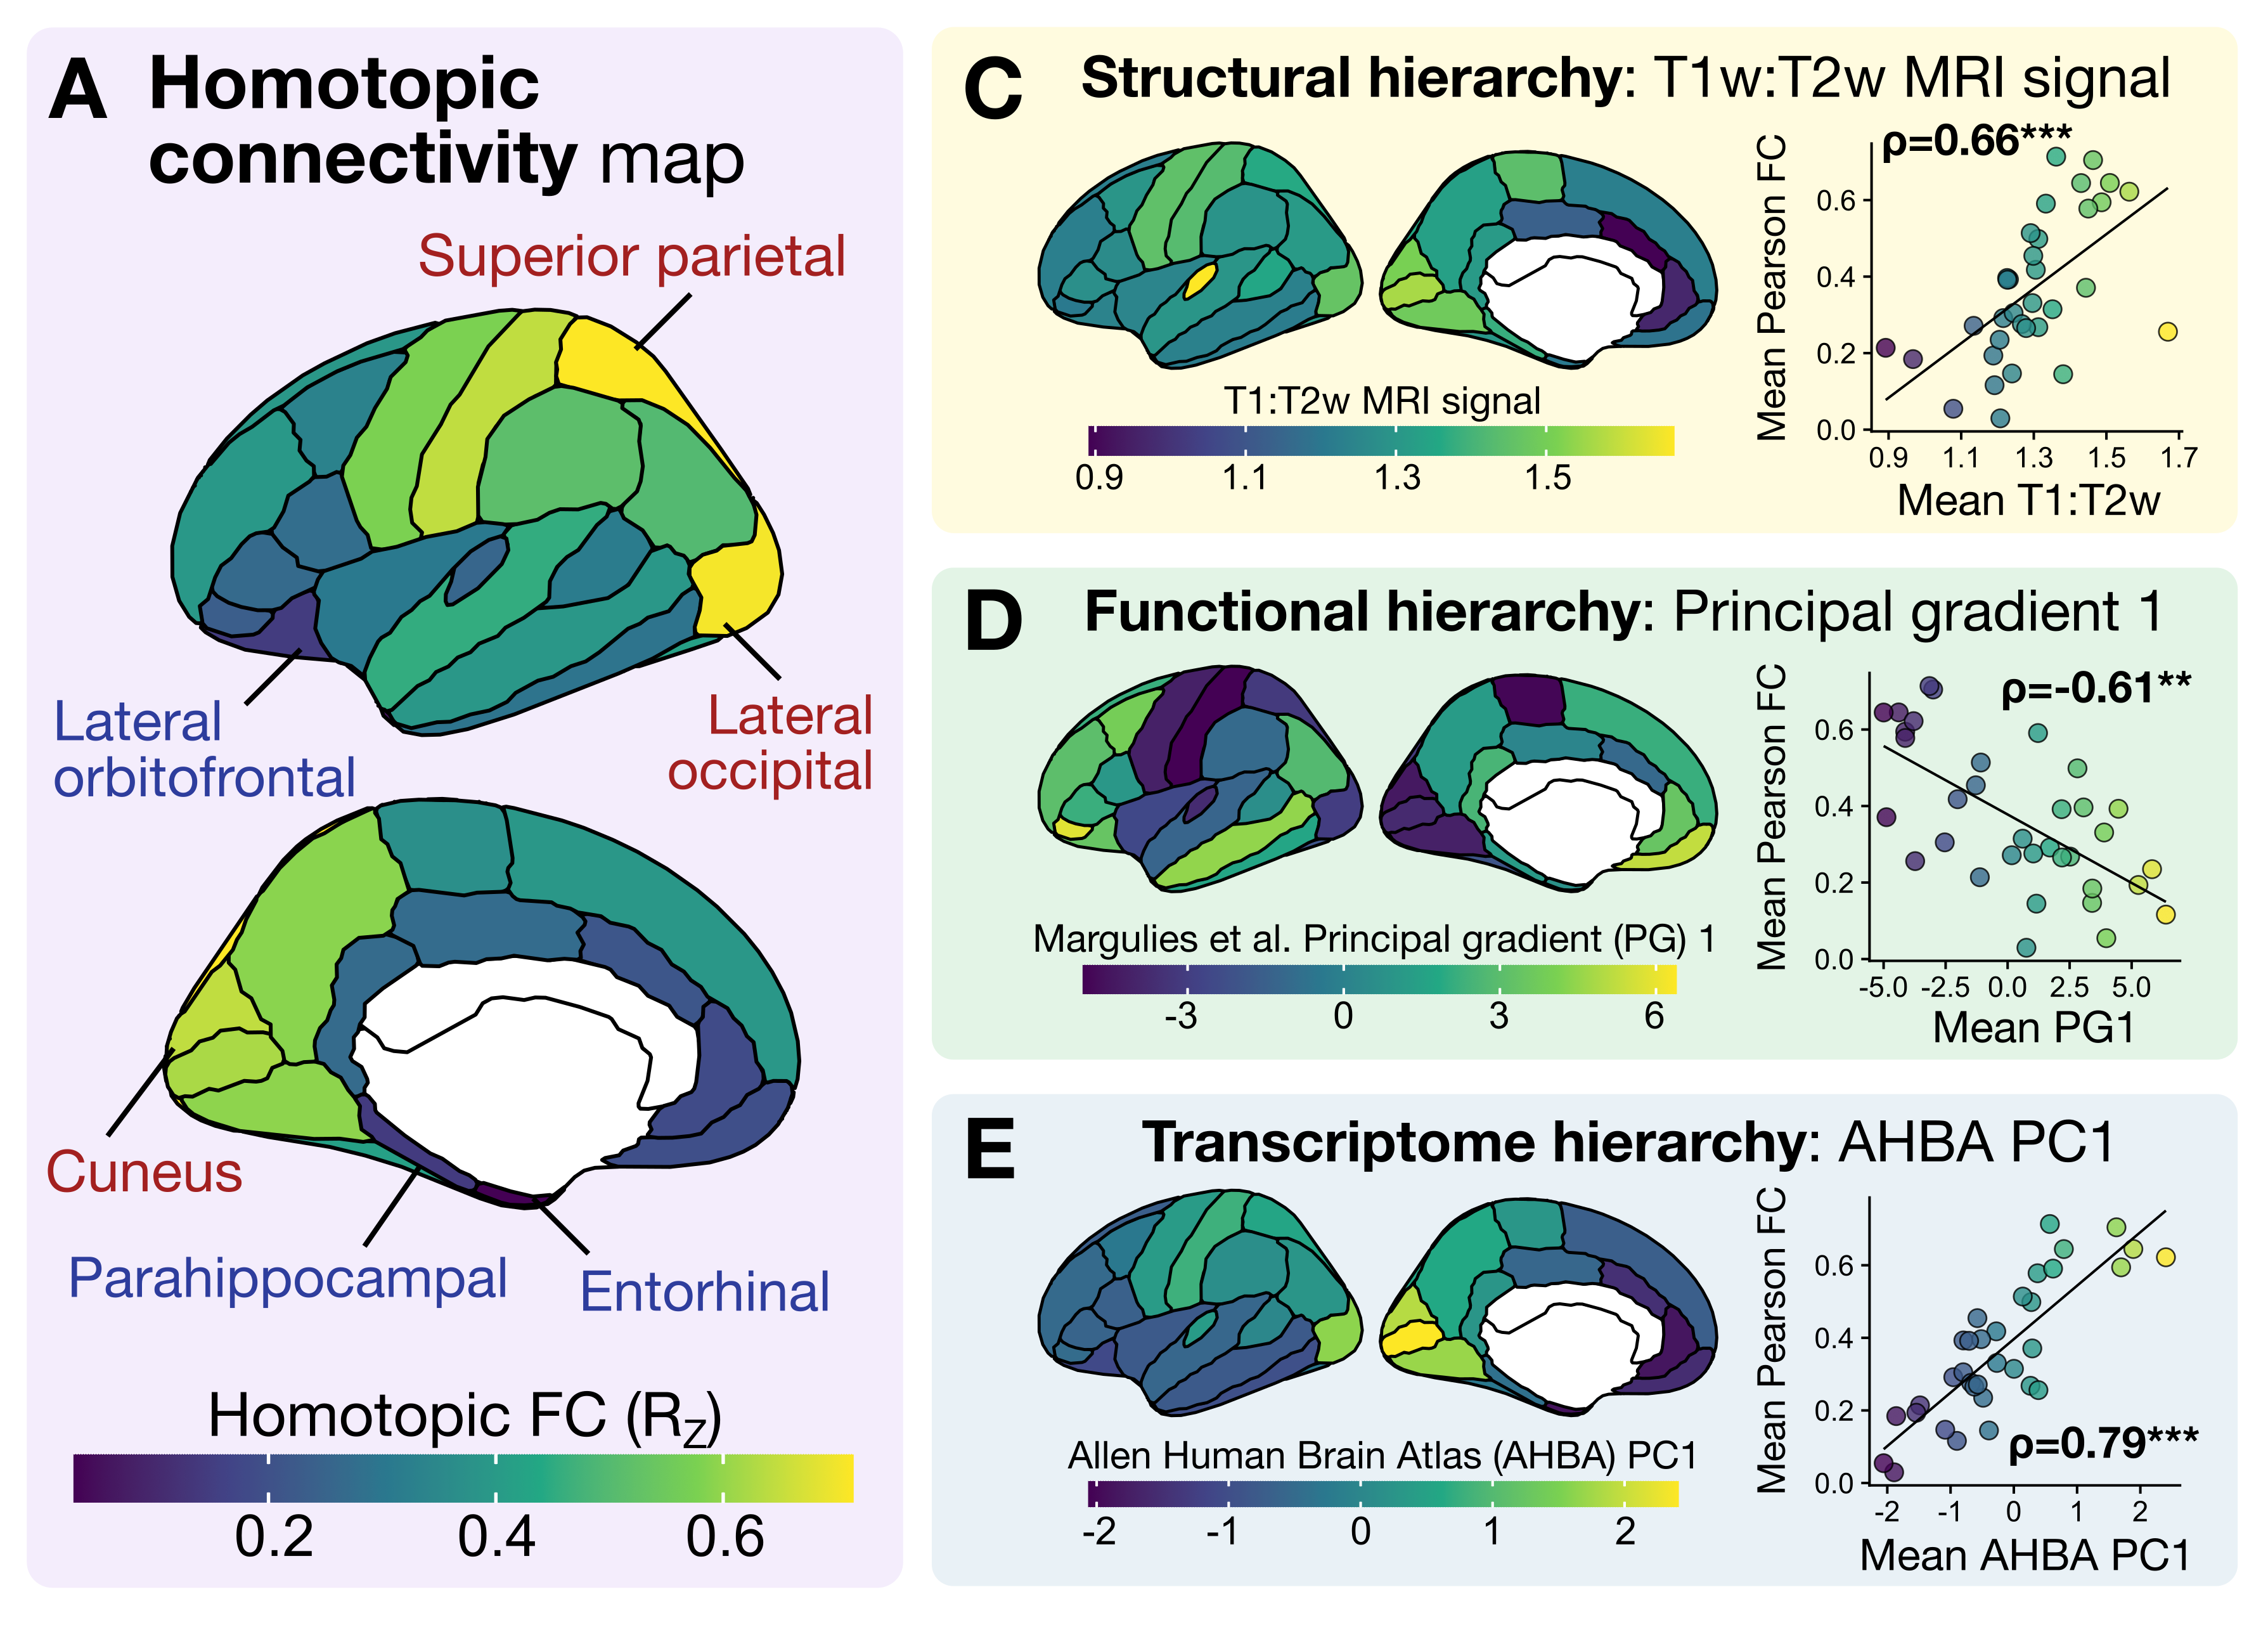 A Homotopic
connectivity map
Superior parietal
Lateral
orbitofrontal
Lateral
occipital
Cuneus
Parahippocampal
Entorhinal
Homotopic FC (RZ)
0.2 0.4 0.6
C Structural hierarchy: T1w:T2w MRI signal
T1:T2w MRI signal
0.9 1.1 1.3 1.5
ρ=0.66***
Mean Pearson FC
0.6
0.4
0.2
0.0
0.9 1.1 1.3 1.5 1.7
Mean T1:T2w
D Functional hierarchy: Principal gradient 1
Margulies et al. Principal gradient (PG) 1
-3 0 3 6
ρ=-0.61**
Mean Pearson FC
0.6
0.4
0.2
0.0
-5.0 -2.5 0.0 2.5 5.0
Mean PG1
E Transcriptome hierarchy: AHBA PC1
Allen Human Brain Atlas (AHBA) PC1
-2 -1 0 1 2
Mean Pearson FC
0.6
0.4
0.2
0.0
ρ=0.79***
-2 -1 0 1 2
Mean AHBA PC1